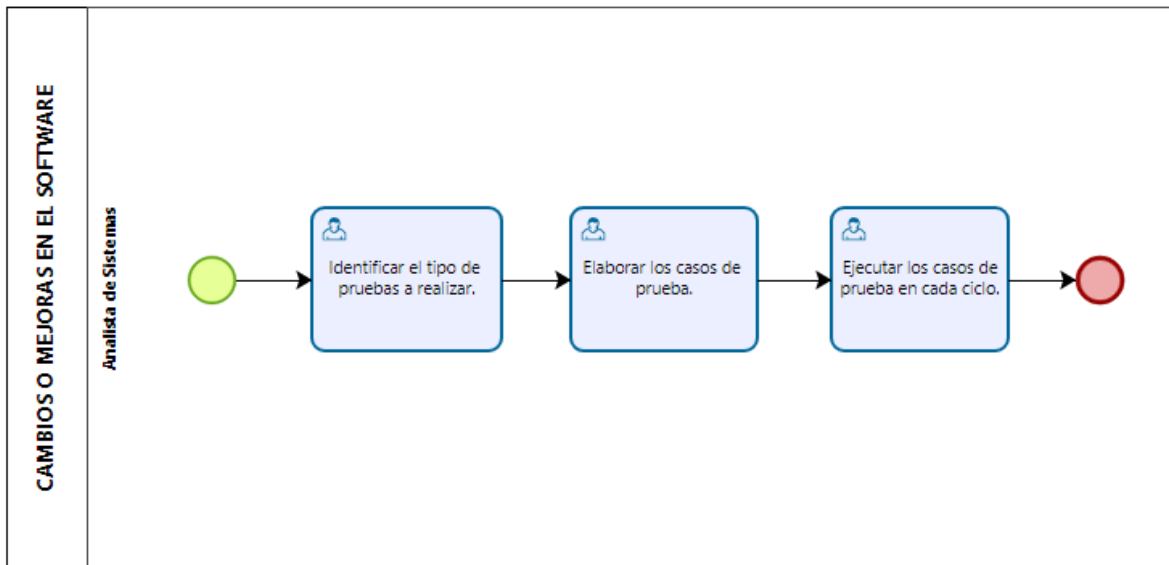 CAMBIOS O MEJORAS EN EL SOFTWARE
Analista de Sistemas
Identificar el tipo de
pruebas a realizar.
Elaborar los casos de
prueba.
Ejecutar los casos de
prueba en cada ciclo.